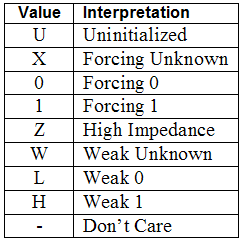 Value Interpretation
U Uninitialized
X Forcing Unknown
0 Forcing 0
1 Forcing 1
Z High Impedance
W Weak Unknown
L Weak 0
H Weak 1
- Don't Care